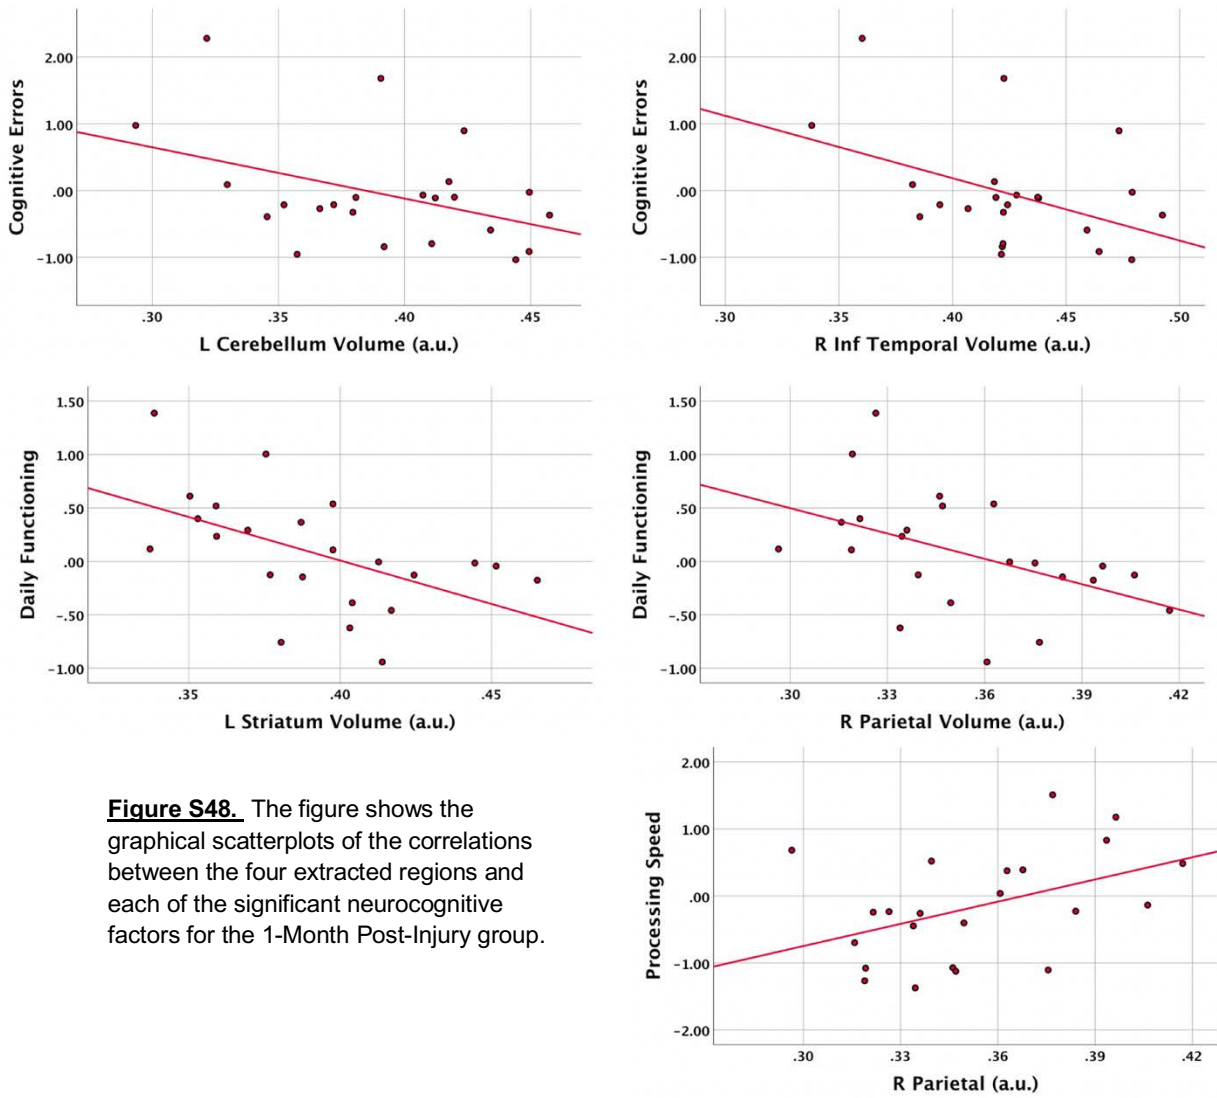 Cognitive Errors
2.00
1.00
.00
-1.00
.30 .35 .40 .45
L Cerebellum Volume (a.u.)
Cognitive Errors
2.00
1.00
.00
-1.00
.30 .35 .40 .45 .50
R Inf Temporal Volume (a.u.)
Daily Functioning
1.50
1.00
.50
.00
-.50
-1.00
.35 .40 .45
L Striatum Volume (a.u.)
Daily Functioning
1.50
1.00
.50
.00
-.50
-1.00
.30 .33 .36 .39 .42
R Parietal Volume (a.u.)
Figure S48. The figure shows the
graphical scatterplots of the correlations
between the four extracted regions and
each of the significant neurocognitive
factors for the 1-Month Post-Injury group.
Processing Speed
2.00
1.00
.00
-1.00
-2.00
.30 .33 .36 .39 .42
R Parietal (a.u.)